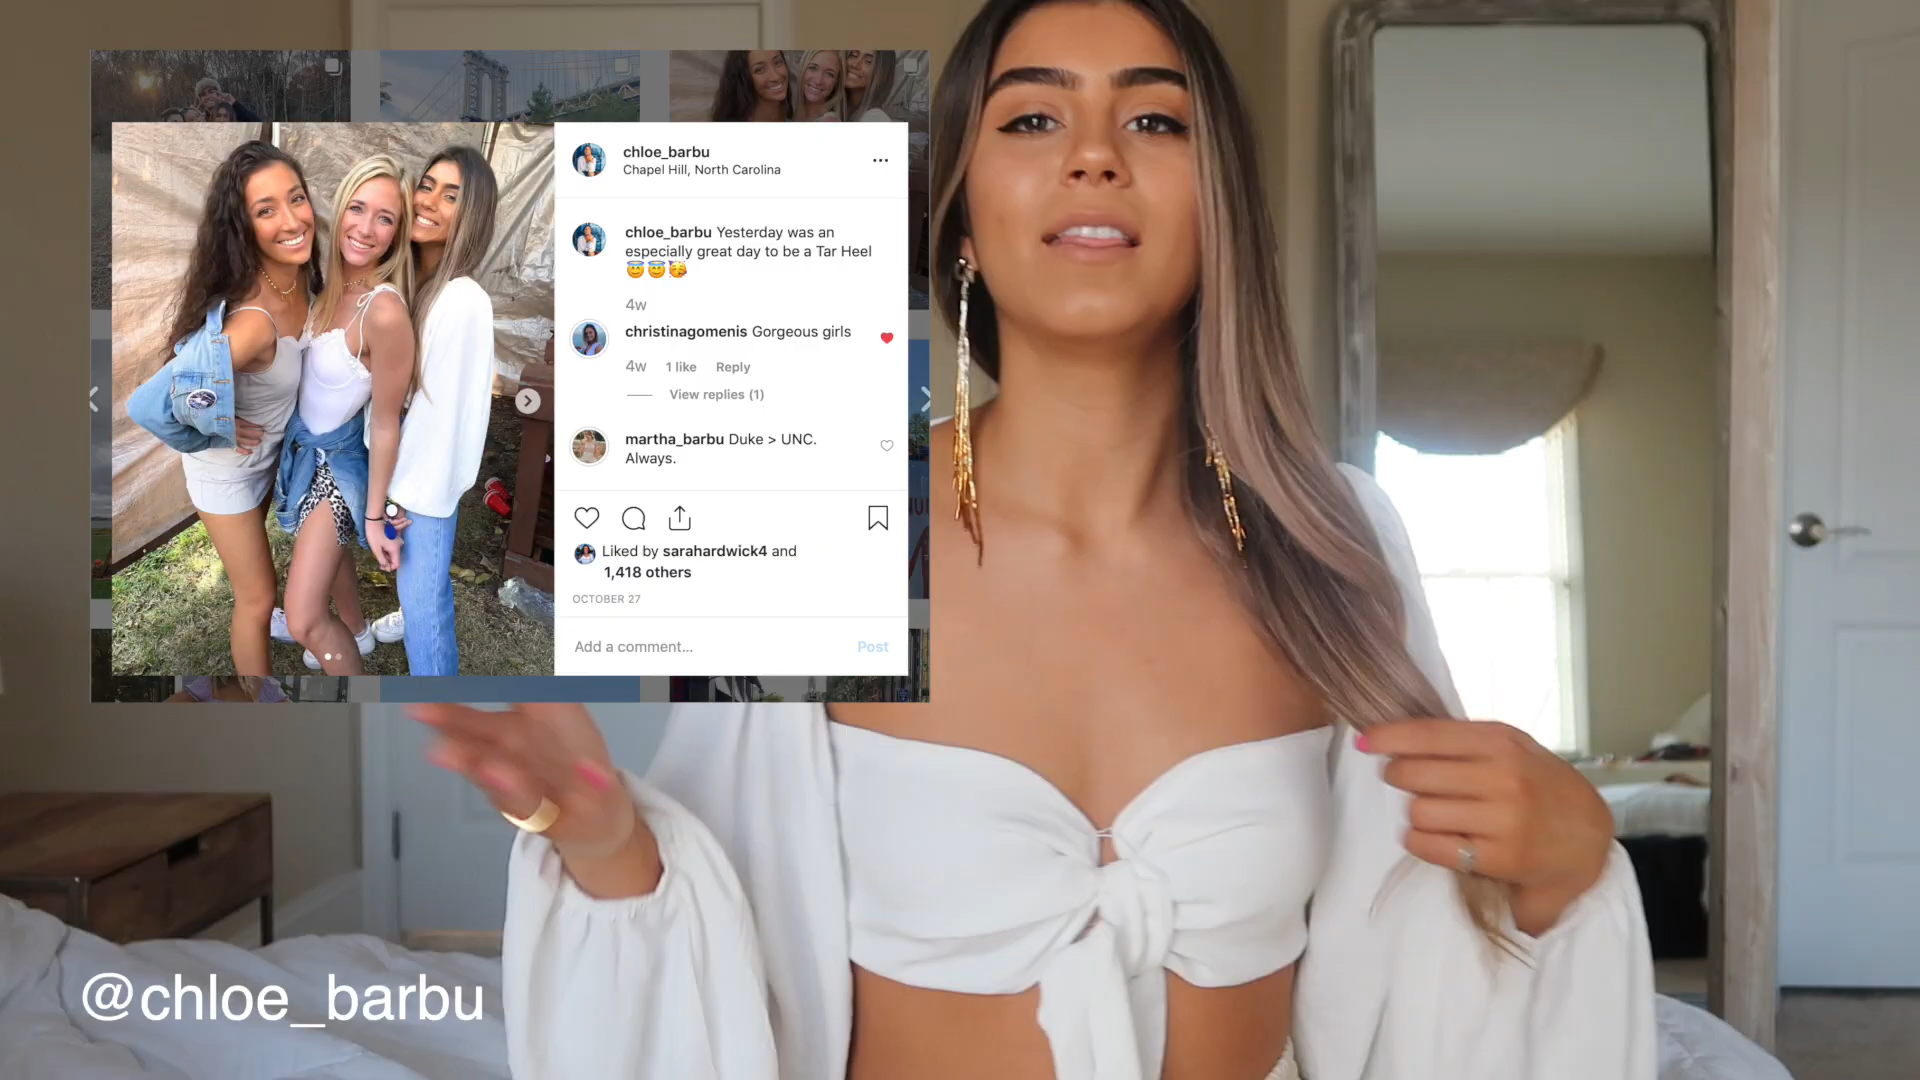 chloe_barbu
Chapel Hill, North Carolina
chloe_barbu Yesterday was an
especially great day to be a Tar Heel
😇😇🥳
4w
christinagomenis Gorgeous girls
4w 1 like Reply
View replies (1)
martha_barbu Duke > UNC.
Always.
Liked by sarahardwick4 and
1,418 others
OCTOBER 27
Add a comment... Post
@chloe_barbu